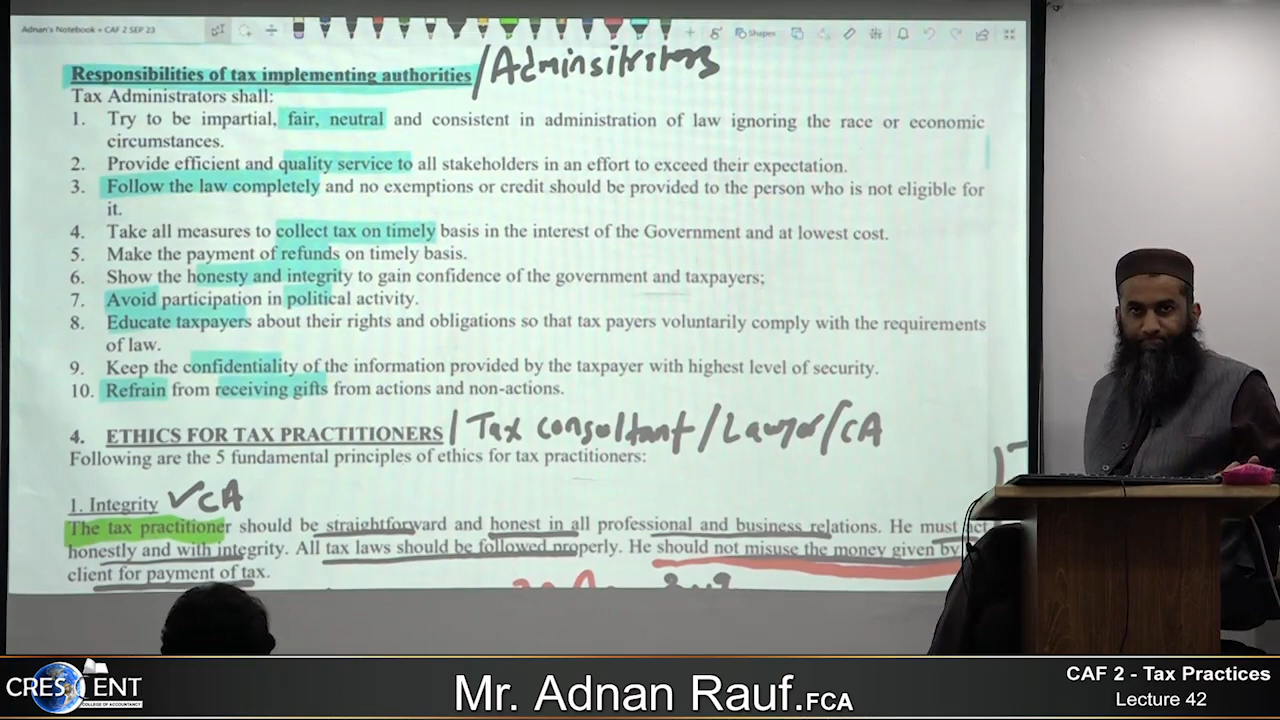 Adnan's Notebook » CAF 2 SEP 23
Shapes
Responsibilities of tax implementing authorities /Adminsitrators
Tax Administrators shall:
1. Try to be impartial, fair, neutral and consistent in administration of law ignoring the race or economic
circumstances.
2. Provide efficient and quality service to all stakeholders in an effort to exceed their expectation.
3. Follow the law completely and no exemptions or credit should be provided to the person who is not eligible for
it.
4. Take all measures to collect tax on timely basis in the interest of the Government and at lowest cost.
5. Make the payment of refunds on timely basis.
6. Show the honesty and integrity to gain confidence of the government and taxpayers;
7. Avoid participation in political activity.
8. Educate taxpayers about their rights and obligations so that tax payers voluntarily comply with the requirements
of law.
9. Keep the confidentiality of the information provided by the taxpayer with highest level of security.
10. Refrain from receiving gifts from actions and non-actions.
4. ETHICS FOR TAX PRACTITIONERS / Tax consultant / Lawyer / CA
Following are the 5 fundamental principles of ethics for tax practitioners:
1. Integrity ✓CA
The tax practitioner should be straightforward and honest in all professional and business relations. He must act
honestly and with integrity. All tax laws should be followed properly. He should not misuse the money given by
client for payment of tax.
CRESCENT
COLLEGE OF ACCOUNTANCY
Mr. Adnan Rauf.FCA
CAF 2 - Tax Practices
Lecture 42